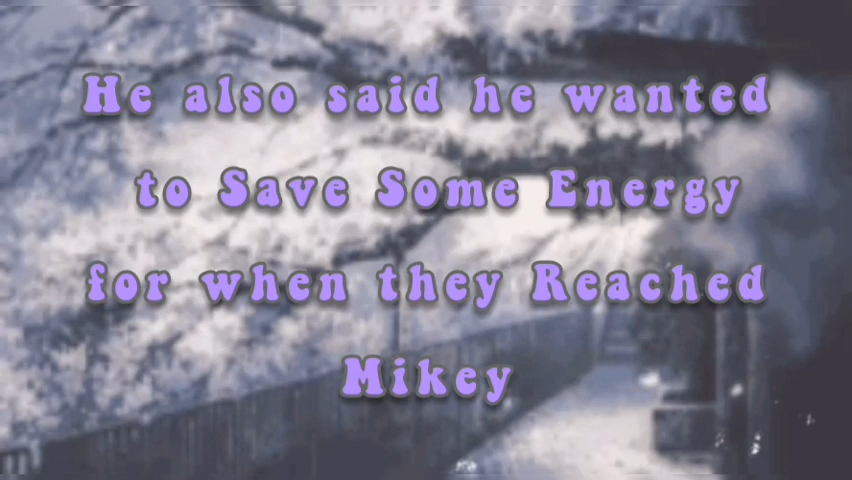 He also said he wanted
to Save Some Energy
for when they Reached
Mikey